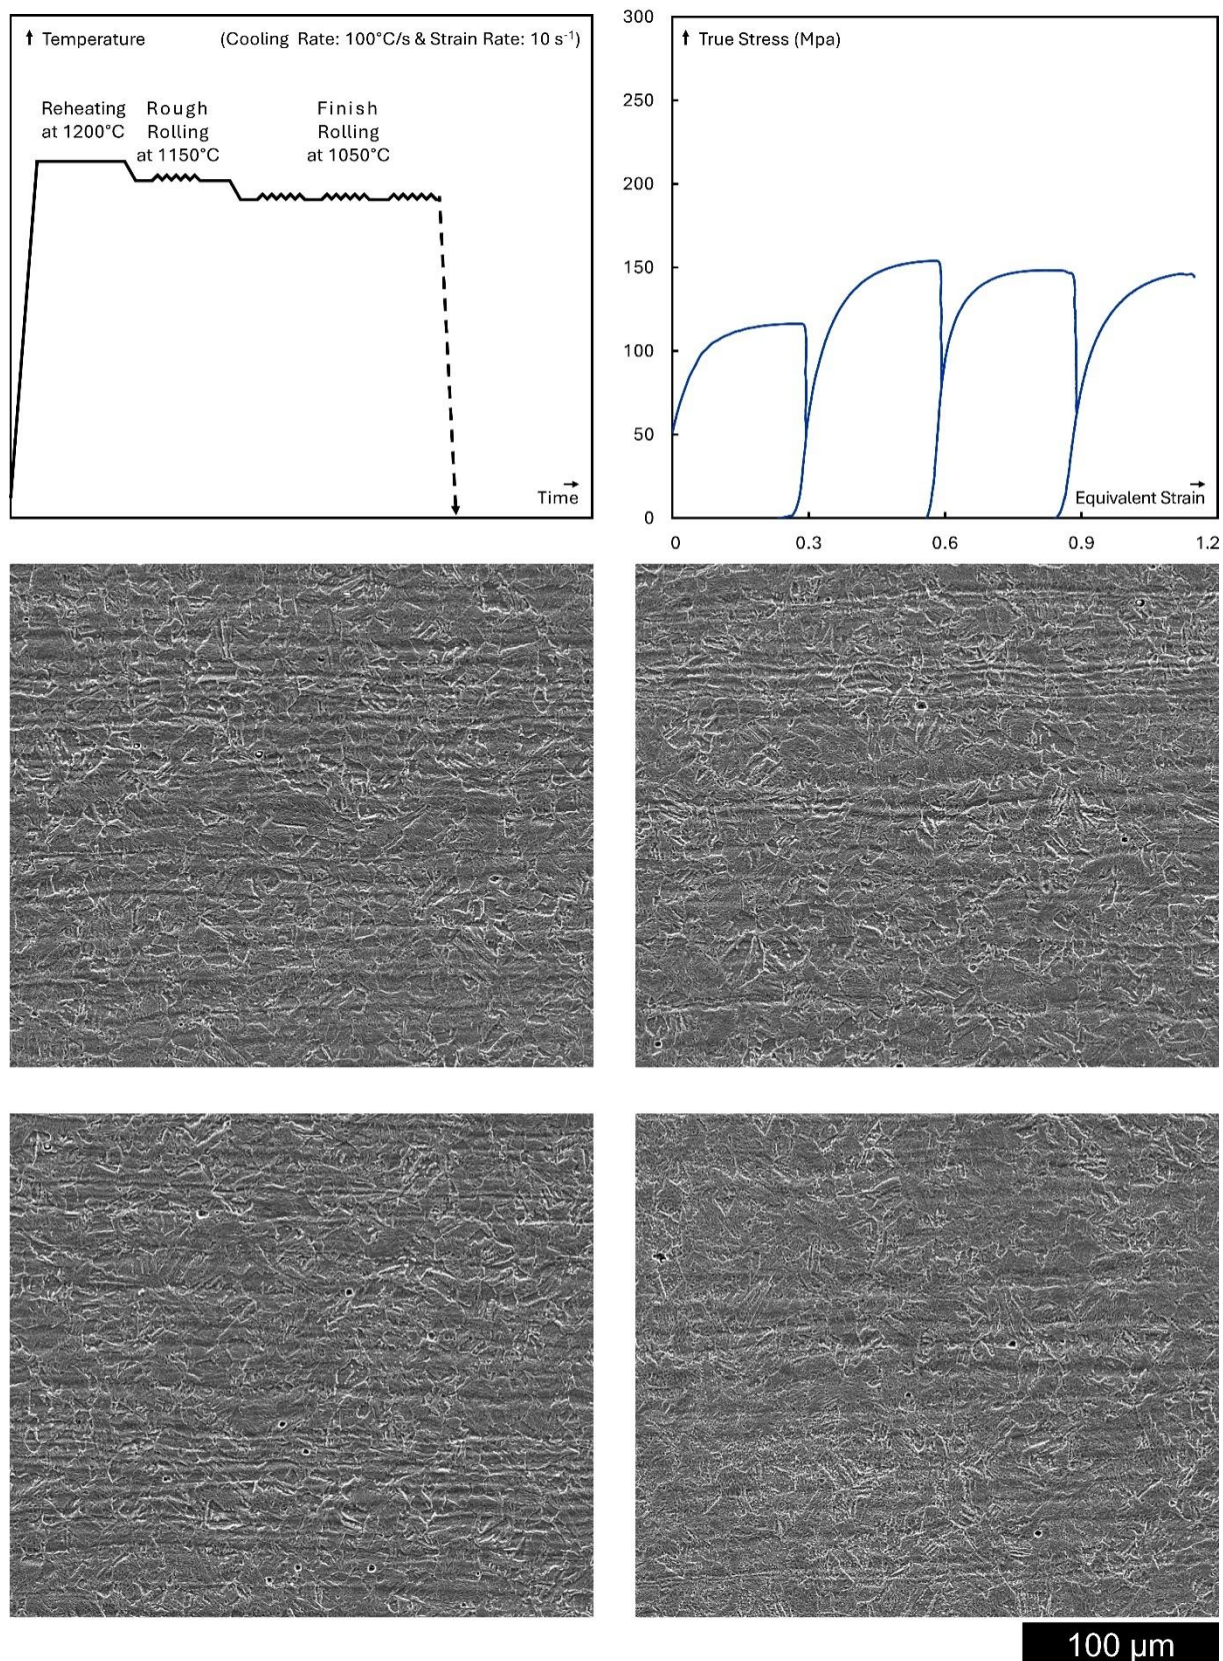 Temperature (Cooling Rate: 100°C/s & Strain Rate: 10 s⁻¹)
Reheating
at 1200°C
Rough
Rolling
at 1150°C
Finish
Rolling
at 1050°C
Time
True Stress (Mpa)
300
250
200
150
100
50
0
Equivalent Strain
0 0.3 0.6 0.9 1.2
100 µm